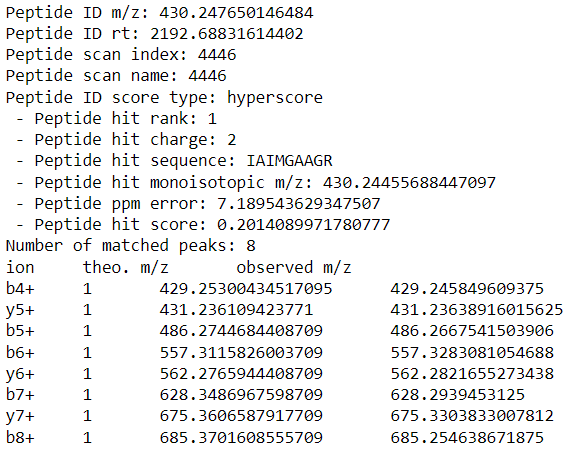 Peptide ID m/z: 430.247650146484
Peptide ID rt: 2192.68831614402
Peptide scan index: 4446
Peptide scan name: 4446
Peptide ID score type: hyperscore
 - Peptide hit rank: 1
 - Peptide hit charge: 2
 - Peptide hit sequence: IAIMGAAGR
 - Peptide hit monoisotopic m/z: 430.24455688447097
 - Peptide ppm error: 7.189543629347507
 - Peptide hit score: 0.2014089971780777
Number of matched peaks: 8
ion theo. m/z observed m/z
b4+ 1 429.25300434517095 429.245849609375
y5+ 1 431.236109423771 431.23638916015625
b5+ 1 486.2744684408709 486.2667541503906
b6+ 1 557.3115826003709 557.3283081054688
y6+ 1 562.2765944408709 562.2821655273438
b7+ 1 628.3486967598709 628.2939453125
y7+ 1 675.3606587917709 675.3303833007812
b8+ 1 685.3701608555709 685.254638671875